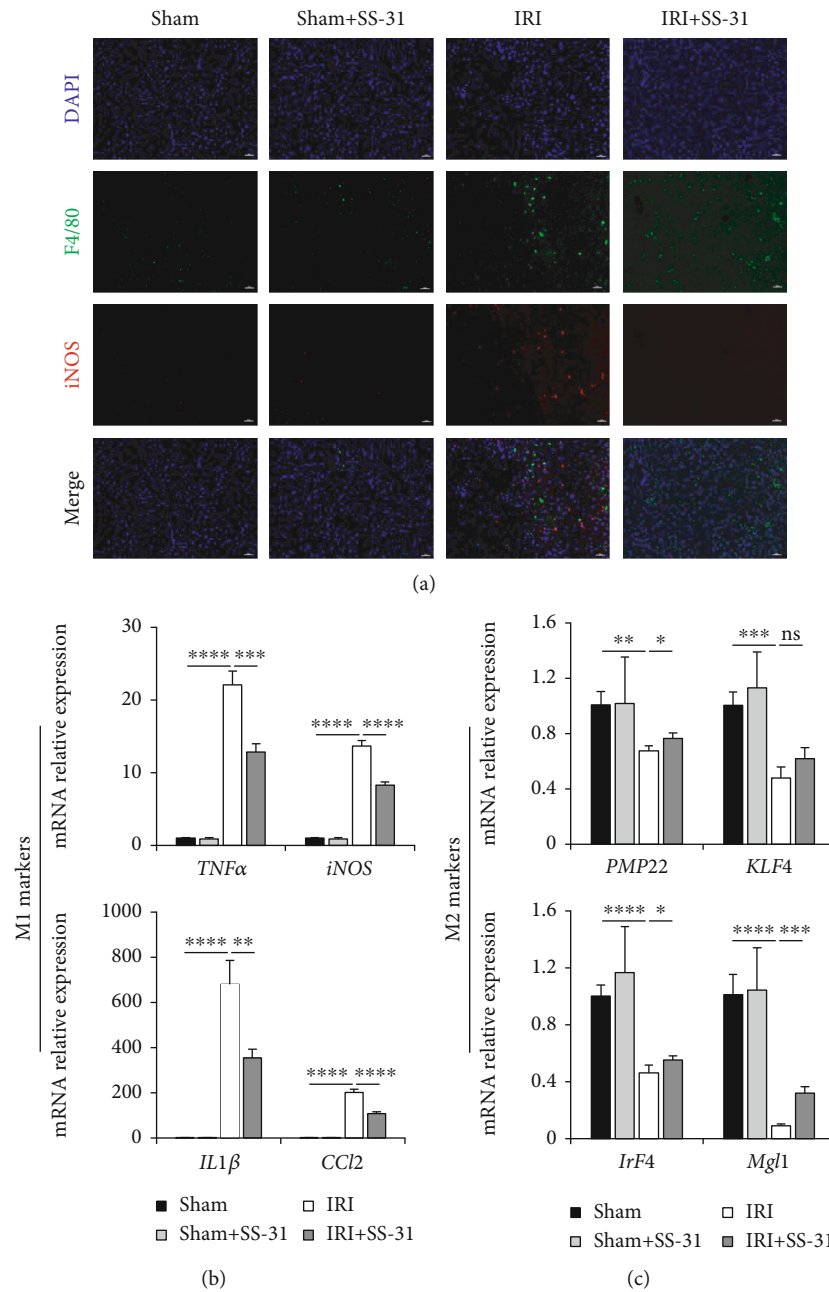 Sham Sham+SS-31 IRI IRI+SS-31
DAPI
F4/80
iNOS
Merge
(a)
M1 markers
mRNA relative expression
30
20
10
0
**** ***
**** ****
TNFα iNOS
mRNA relative expression
1000
800
600
400
200
0
**** **
**** ****
IL1β CCl2
Sham IRI
Sham+SS-31 IRI+SS-31
(b)
M2 markers
mRNA relative expression
1.6
1.2
0.8
0.4
0
** *
*** ns
PMP22 KLF4
mRNA relative expression
1.6
1.2
0.8
0.4
0
**** *
**** ***
IrF4 Mgl1
Sham IRI
Sham+SS-31 IRI+SS-31
(c)